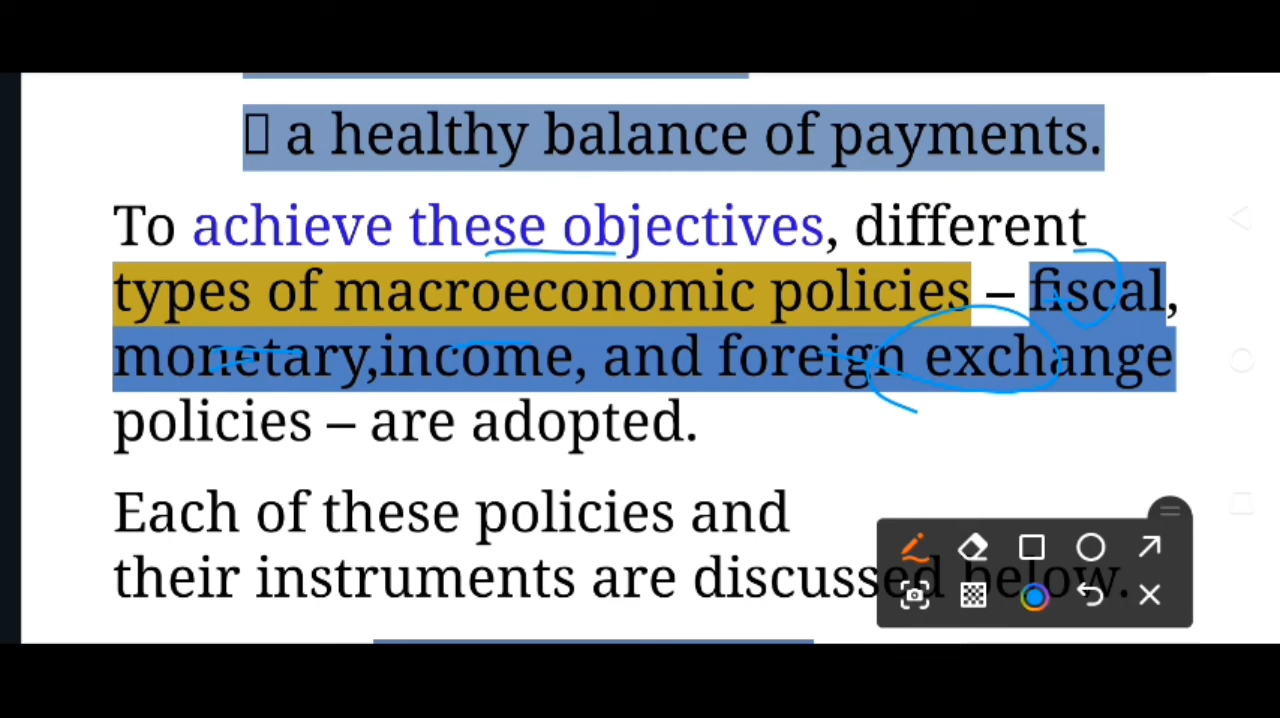 ▯ a healthy balance of payments.
To achieve these objectives, different
types of macroeconomic policies – fiscal,
monetary,income, and foreign exchange
policies – are adopted.
Each of these policies and
their instruments are discussed below.